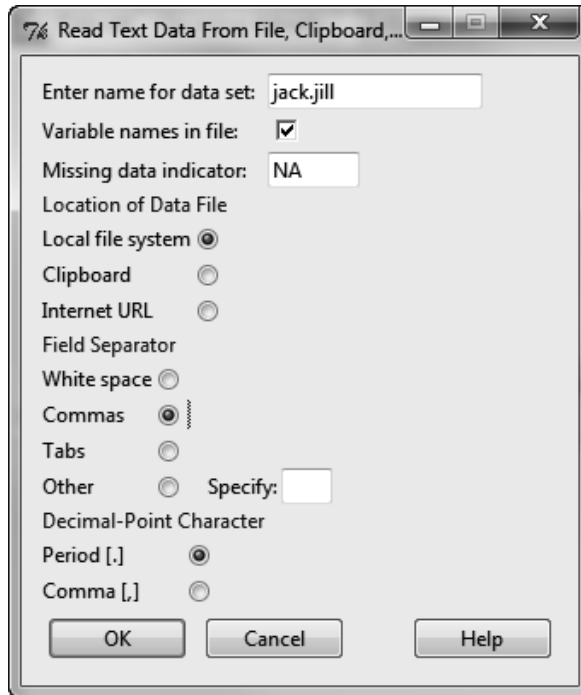 Read Text Data From File, Clipboard,...
Enter name for data set: jack.jill
Variable names in file:
Missing data indicator: NA
Location of Data File
Local file system
Clipboard
Internet URL
Field Separator
White space
Commas
Tabs
Other Specify:
Decimal-Point Character
Period [.]
Comma [,]
OK Cancel Help